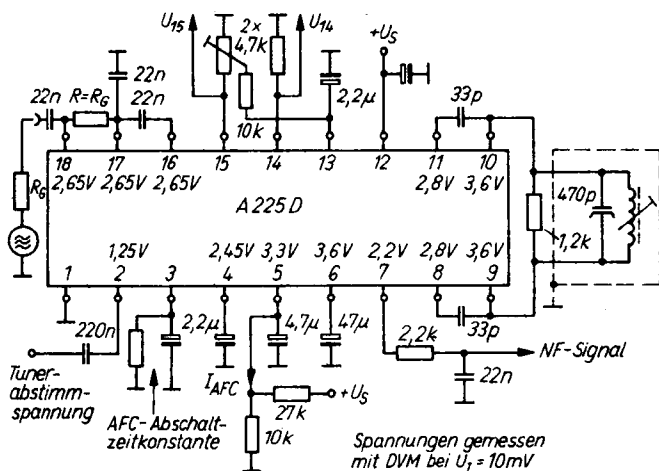 U15
2×
4,7k
U14
+Us
22n
22n
R=RG
22n
10k
2,2μ
33p
18
17
16
15
14
13
12
11
10
2,65V
2,65V
2,65V
2,8V
3,6V
A 225 D
RG
470p
1,2k
1,25V
2,45V
3,3V
3,6V
2,2V
2,8V
3,6V
1
2
3
4
5
6
7
8
9
220n
2,2μ
4,7μ
47μ
33p
2,2k
NF-Signal
22n
Tuner-
abstimm-
spannung
IAFC
27k
+Us
AFC-Abschalt-
zeitkonstante
10k
Spannungen gemessen
mit DVM bei U1 = 10mV